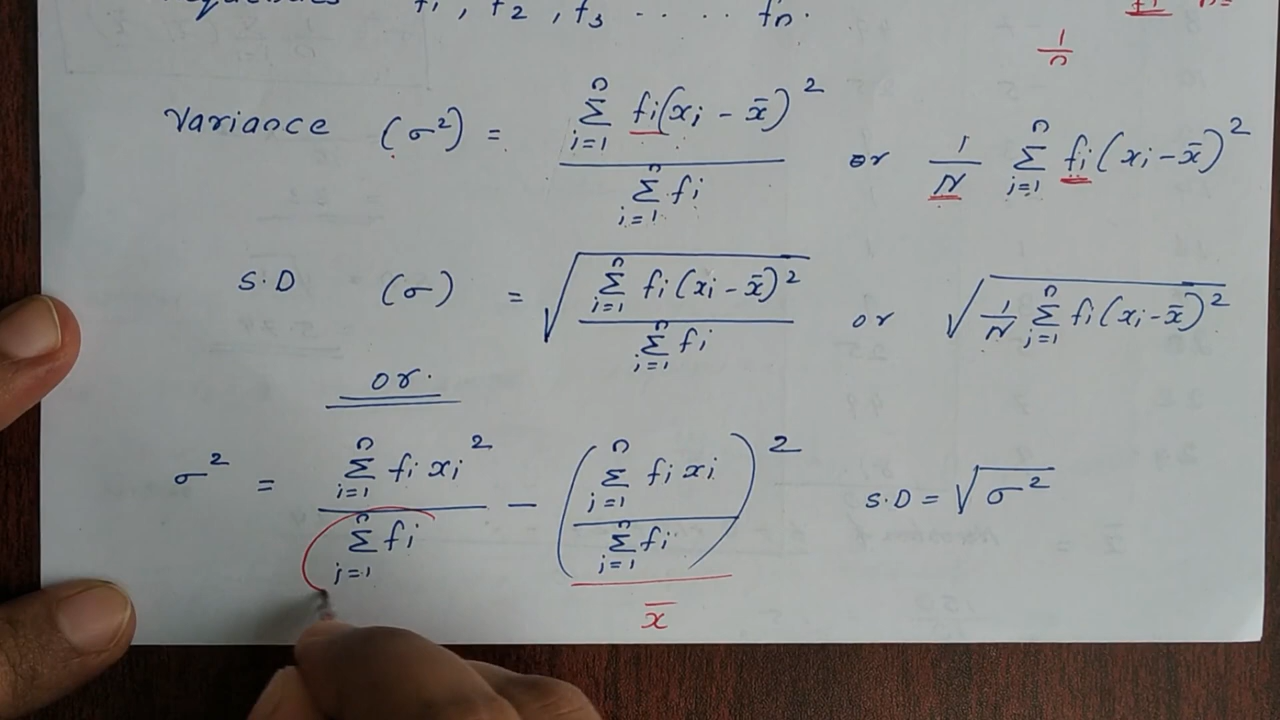 f₁, f₂, f₃ ..... fn.
1/n
Variance (σ²) = Σ_{i=1}^{n} fi(xi - x̄)² / Σ_{i=1}^{n} fi or 1/N Σ_{i=1}^{n} fi(xi - x̄)²
S.D (σ) = √(Σ_{i=1}^{n} fi(xi - x̄)² / Σ_{i=1}^{n} fi) or √(1/N Σ_{i=1}^{n} fi(xi - x̄)²)
or.
σ² = Σ_{i=1}^{n} fi xi² / Σ_{i=1}^{n} fi - (Σ_{i=1}^{n} fi xi / Σ_{i=1}^{n} fi)² S.D = √σ²
x̄